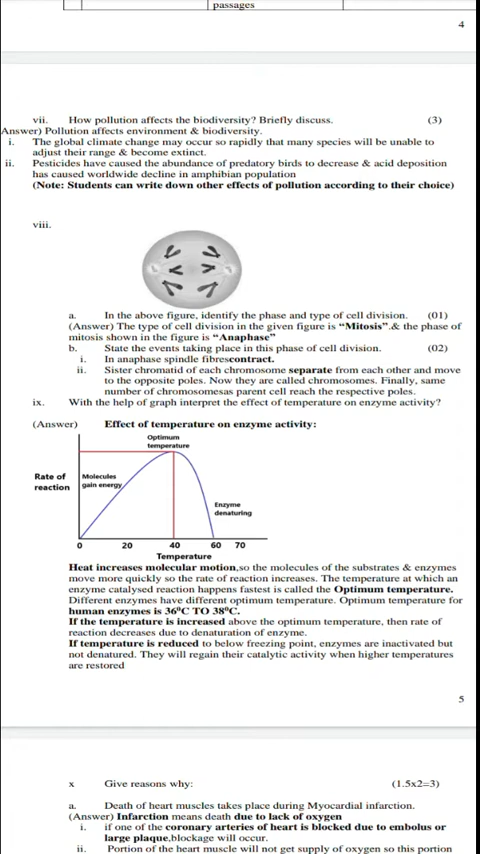 passages
4
vii. How pollution affects the biodiversity? Briefly discuss. (3)
Answer) Pollution affects environment & biodiversity.
i. The global climate change may occur so rapidly that many species will be unable to
adjust their range & become extinct.
ii. Pesticides have caused the abundance of predatory birds to decrease & acid deposition
has caused worldwide decline in amphibian population
(Note: Students can write down other effects of pollution according to their choice)
viii.
a. In the above figure, identify the phase and type of cell division. (01)
(Answer) The type of cell division in the given figure is “Mitosis”.& the phase of
mitosis shown in the figure is “Anaphase”
b. State the events taking place in this phase of cell division. (02)
i. In anaphase spindle fibrescontract.
ii. Sister chromatid of each chromosome separate from each other and move
to the opposite poles. Now they are called chromosomes. Finally, same
number of chromosomesas parent cell reach the respective poles.
ix. With the help of graph interpret the effect of temperature on enzyme activity?
(Answer) Effect of temperature on enzyme activity:
Optimum
temperature
Rate of
reaction
Molecules
gain energy
Enzyme
denaturing
0 20 40 60 70
Temperature
Heat increases molecular motion,so the molecules of the substrates & enzymes
move more quickly so the rate of reaction increases. The temperature at which an
enzyme catalysed reaction happens fastest is called the Optimum temperature.
Different enzymes have different optimum temperature. Optimum temperature for
human enzymes is 36⁰C TO 38⁰C.
If the temperature is increased above the optimum temperature, then rate of
reaction decreases due to denaturation of enzyme.
If temperature is reduced to below freezing point, enzymes are inactivated but
not denatured. They will regain their catalytic activity when higher temperatures
are restored
5
x Give reasons why: (1.5x2=3)
a. Death of heart muscles takes place during Myocardial infarction.
(Answer) Infarction means death due to lack of oxygen
i. if one of the coronary arteries of heart is blocked due to embolus or
large plaque,blockage will occur.
ii. Portion of the heart muscle will not get supply of oxygen so this portion